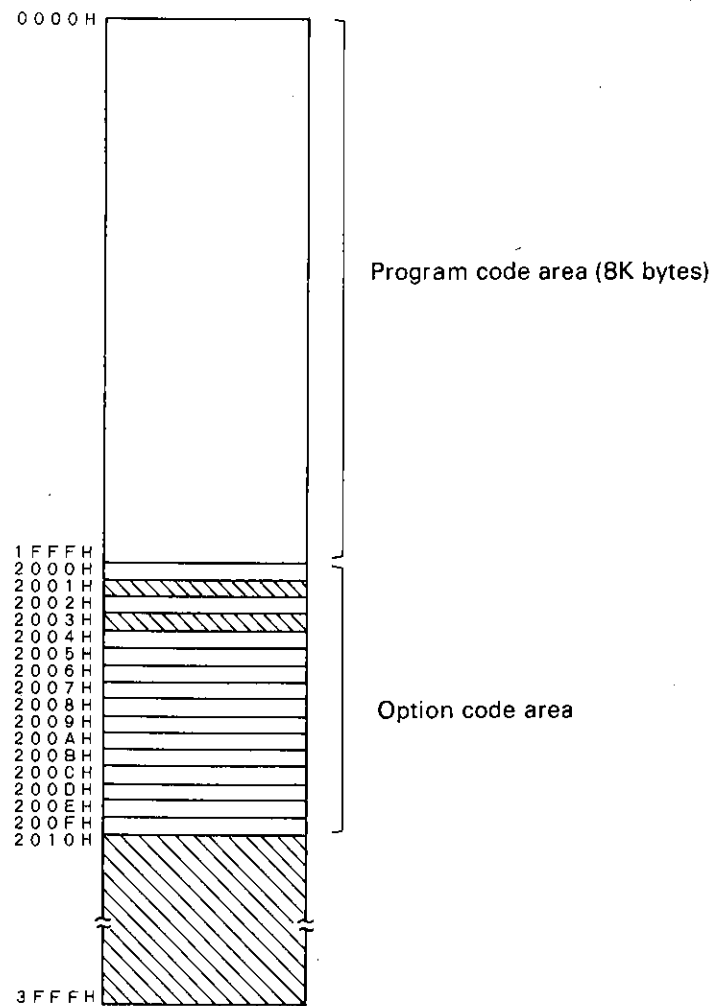 0000H
Program code area (8K bytes)
1FFFH
2000H
2001H
2002H
2003H
2004H
2005H
2006H
2007H
2008H
2009H
200AH
200BH
200CH
200DH
200EH
200FH
2010H
Option code area
3FFFH